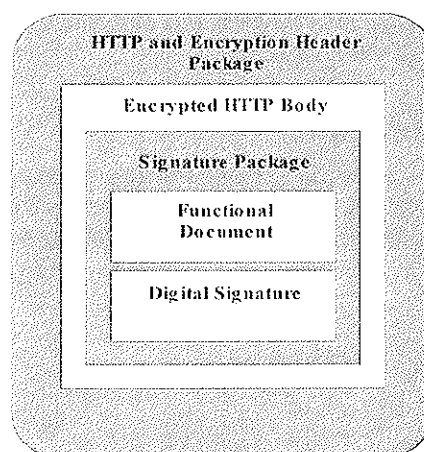 HTTP and Encryption Header
Package
Encrypted HTTP Body
Signature Package
Functional
Document
Digital Signature